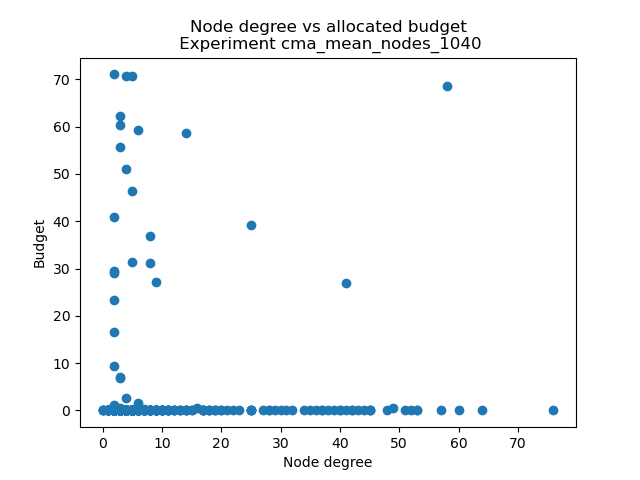 Node degree vs allocated budget
Experiment cma_mean_nodes_1040
70
60
50
40
30
20
10
0
Budget
0 10 20 30 40 50 60 70
Node degree